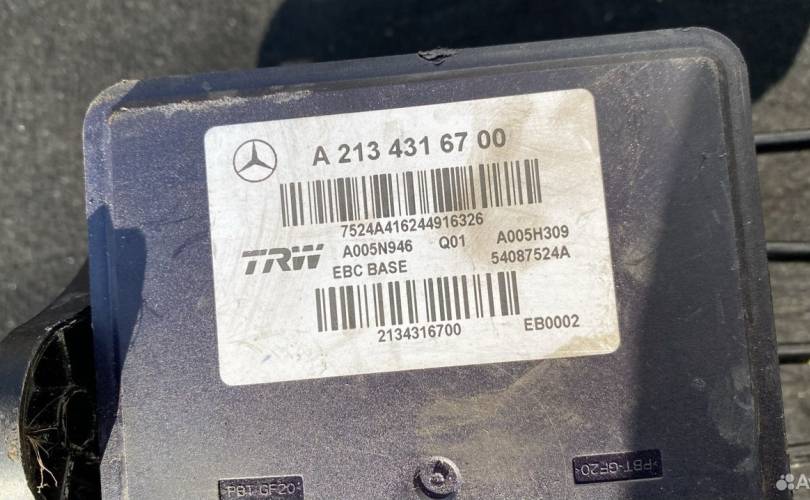 A 213 431 67 00
7524A416244916326
TRW A005N946 Q01 A005H309
EBC BASE 54087524A
2134316700 EB0002
>PBT-GF20<
>PBT-GF20<